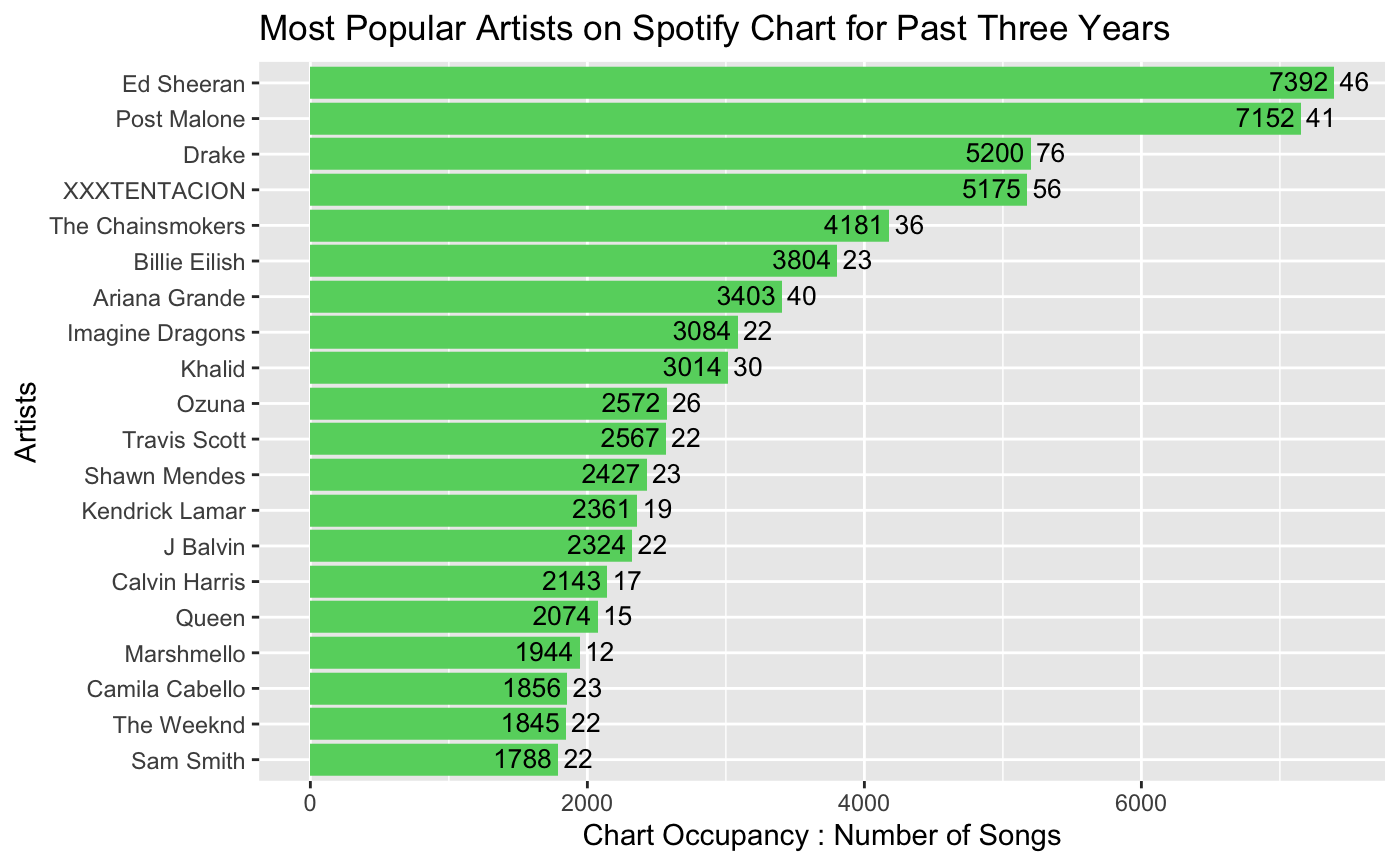 Most Popular Artists on Spotify Chart for Past Three Years
Artists
Ed Sheeran 7392 46
Post Malone 7152 41
Drake 5200 76
XXXTENTACION 5175 56
The Chainsmokers 4181 36
Billie Eilish 3804 23
Ariana Grande 3403 40
Imagine Dragons 3084 22
Khalid 3014 30
Ozuna 2572 26
Travis Scott 2567 22
Shawn Mendes 2427 23
Kendrick Lamar 2361 19
J Balvin 2324 22
Calvin Harris 2143 17
Queen 2074 15
Marshmello 1944 12
Camila Cabello 1856 23
The Weeknd 1845 22
Sam Smith 1788 22
0 2000 4000 6000
Chart Occupancy : Number of Songs